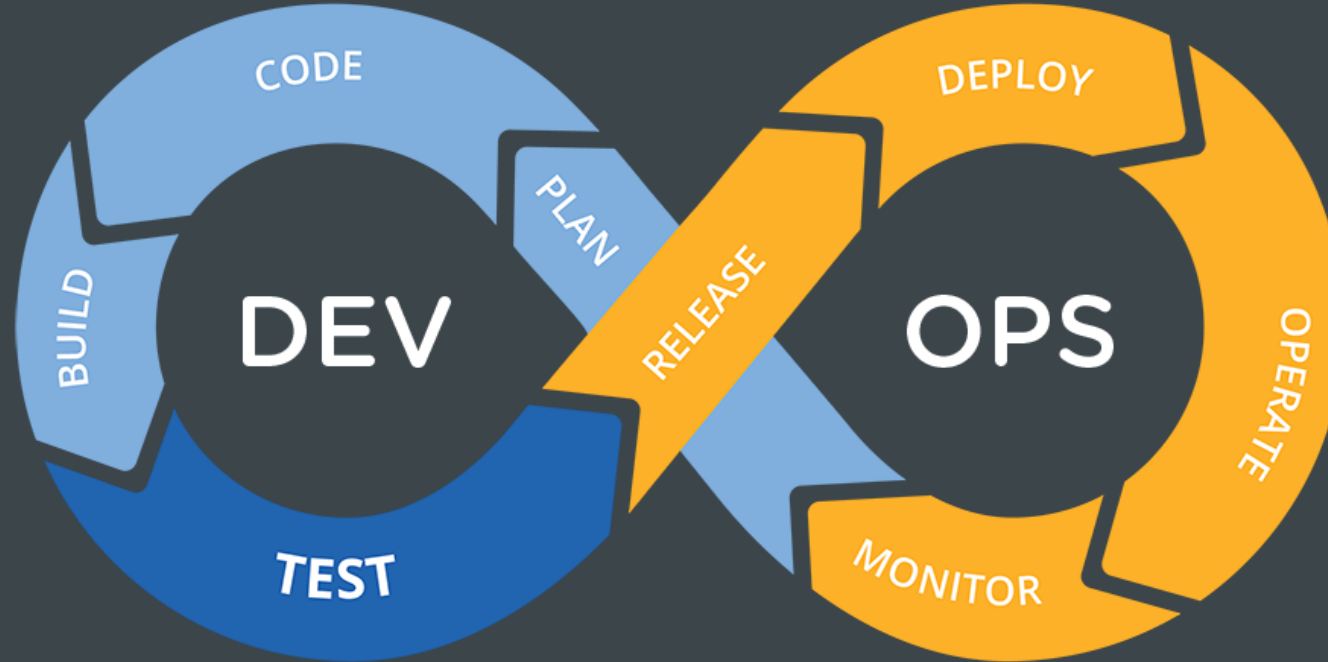 CODE
DEPLOY
PLAN
BUILD
DEV
RELEASE
OPS
OPERATE
TEST
MONITOR